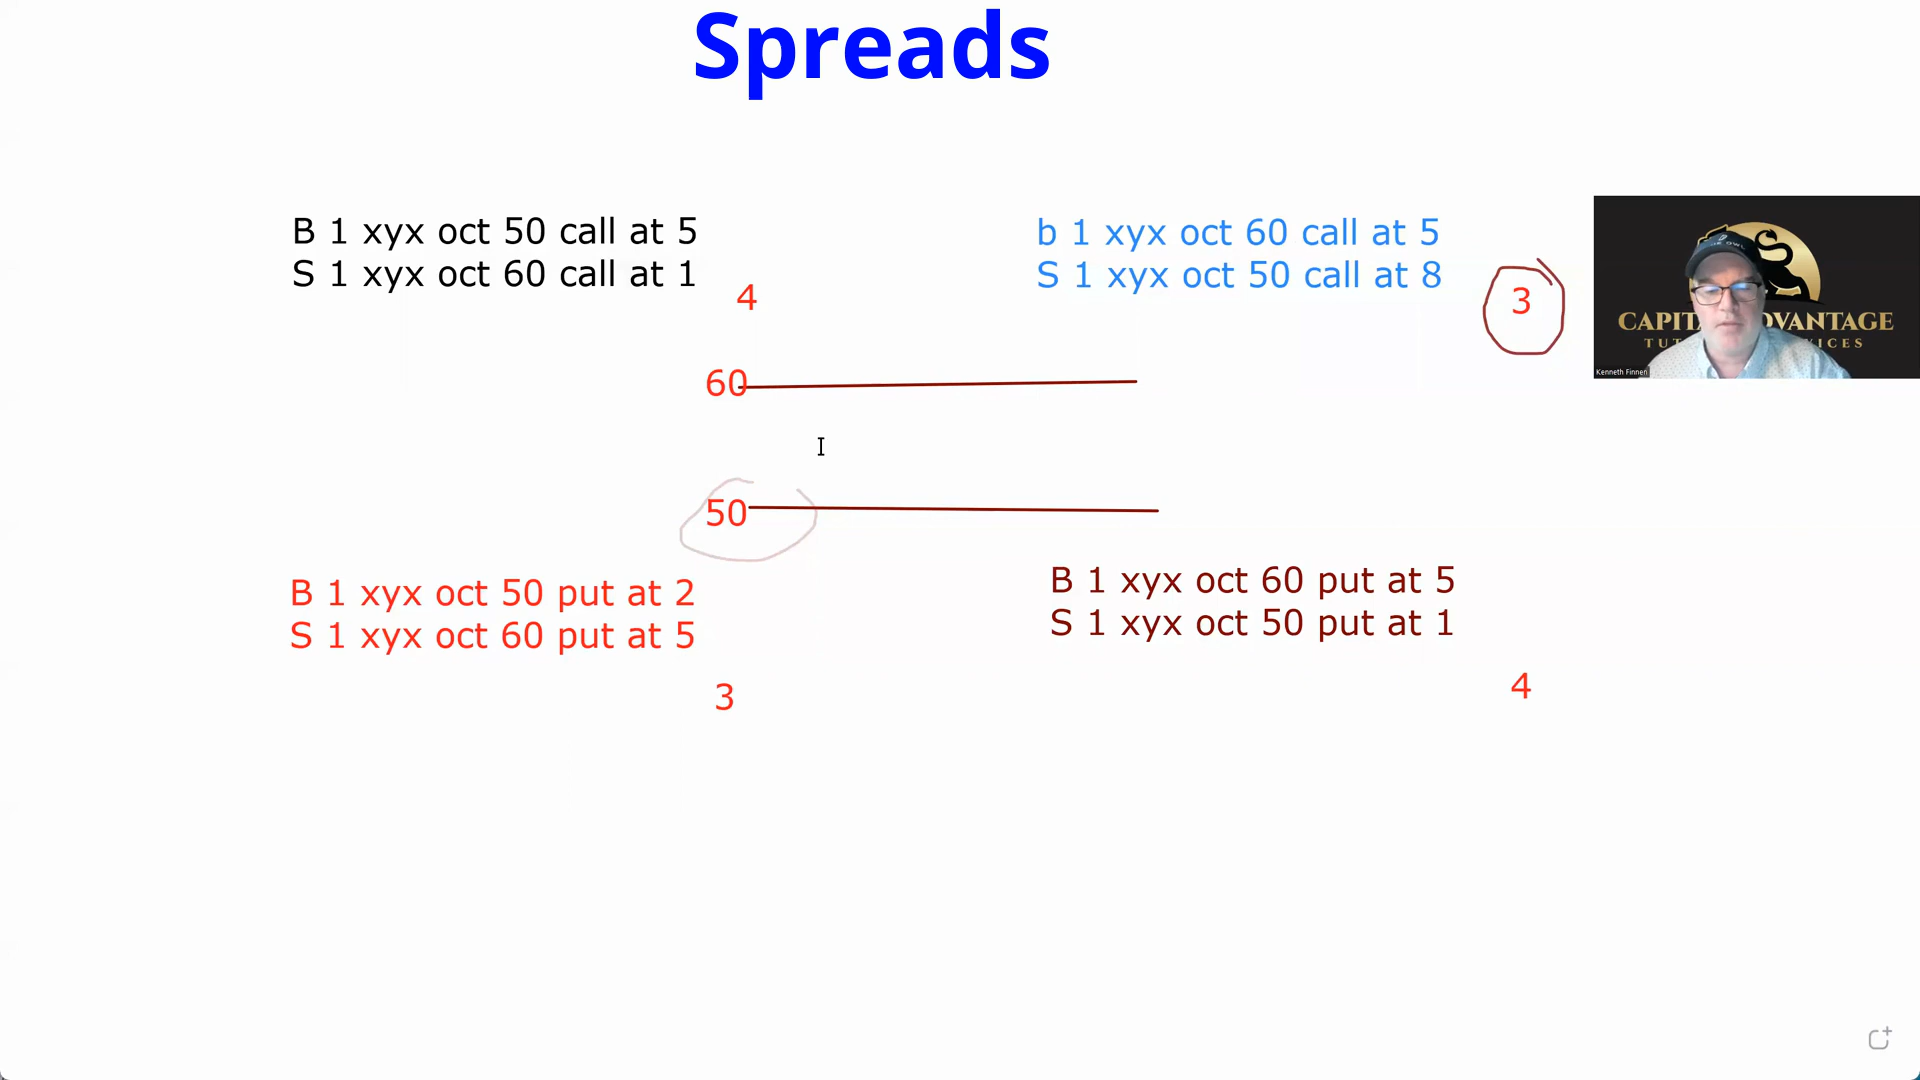 Spreads
B 1 xyx oct 50 call at 5
S 1 xyx oct 60 call at 1
4
b 1 xyx oct 60 call at 5
S 1 xyx oct 50 call at 8
3
60
50
B 1 xyx oct 50 put at 2
S 1 xyx oct 60 put at 5
3
B 1 xyx oct 60 put at 5
S 1 xyx oct 50 put at 1
4
Kenneth Finnen